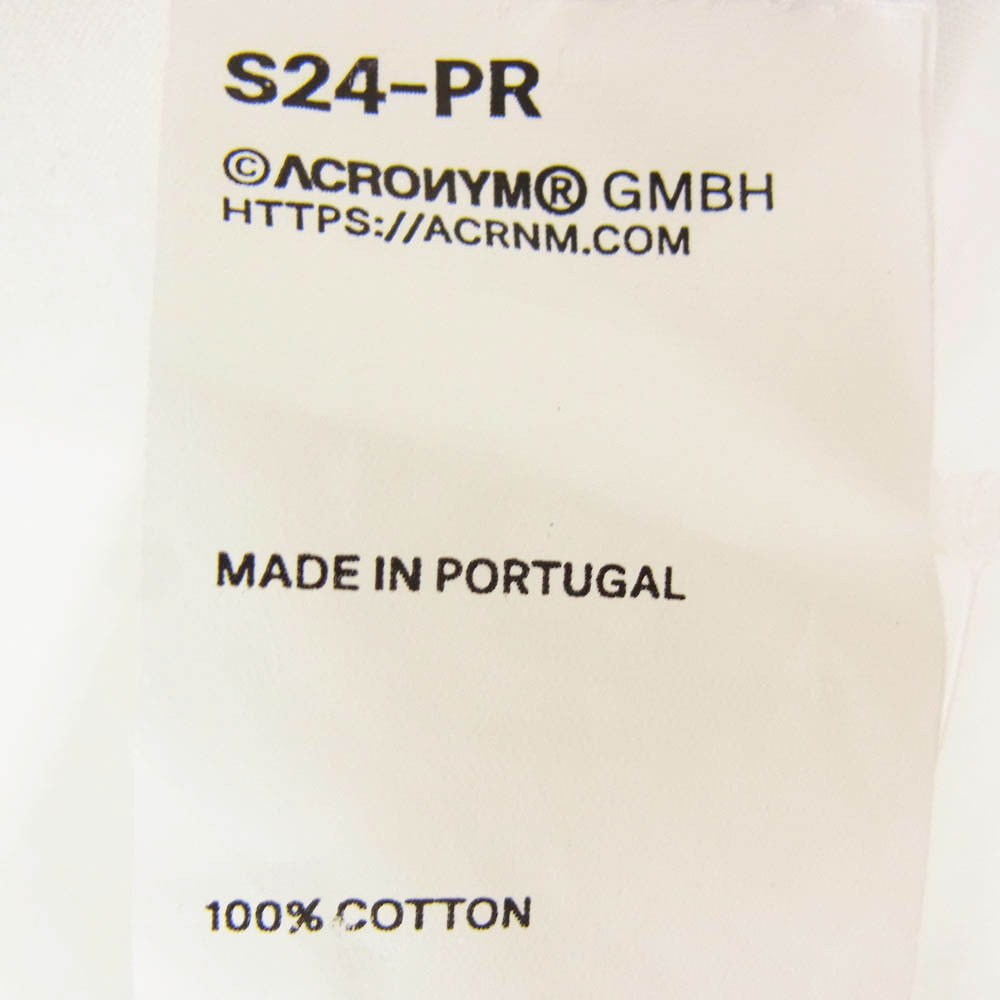 S24-PR
©ACRONYM® GMBH
HTTPS://ACRNM.COM
MADE IN PORTUGAL
100% COTTON